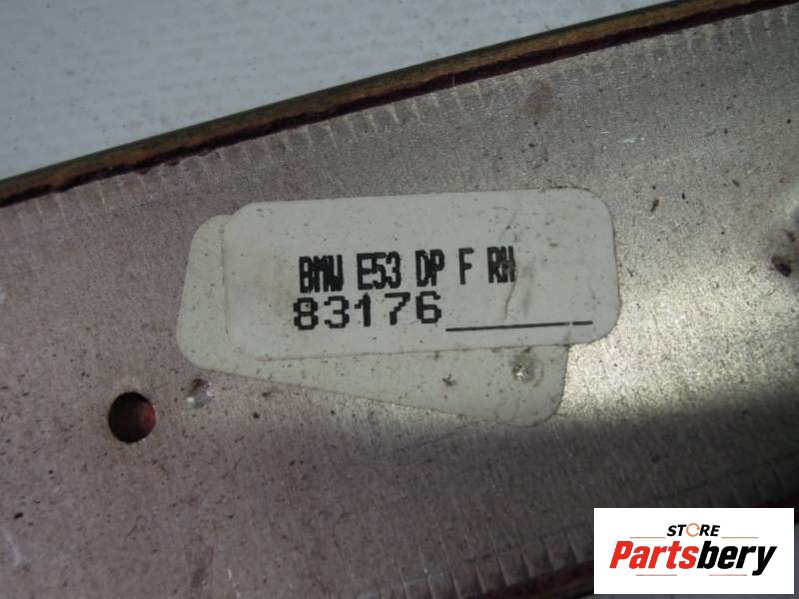 BMW E53 DP F RH
83176
STORE
Partsbery